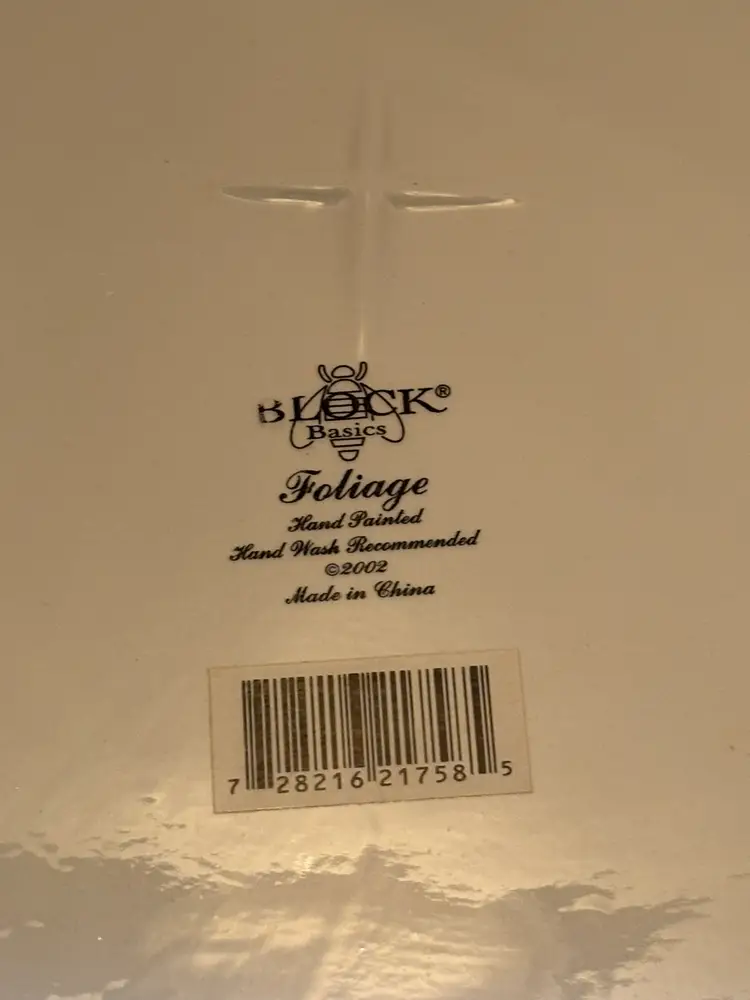 BLOCK®
Basics
Foliage
Hand Painted
Hand Wash Recommended
©2002
Made in China
7 28216 21758 5